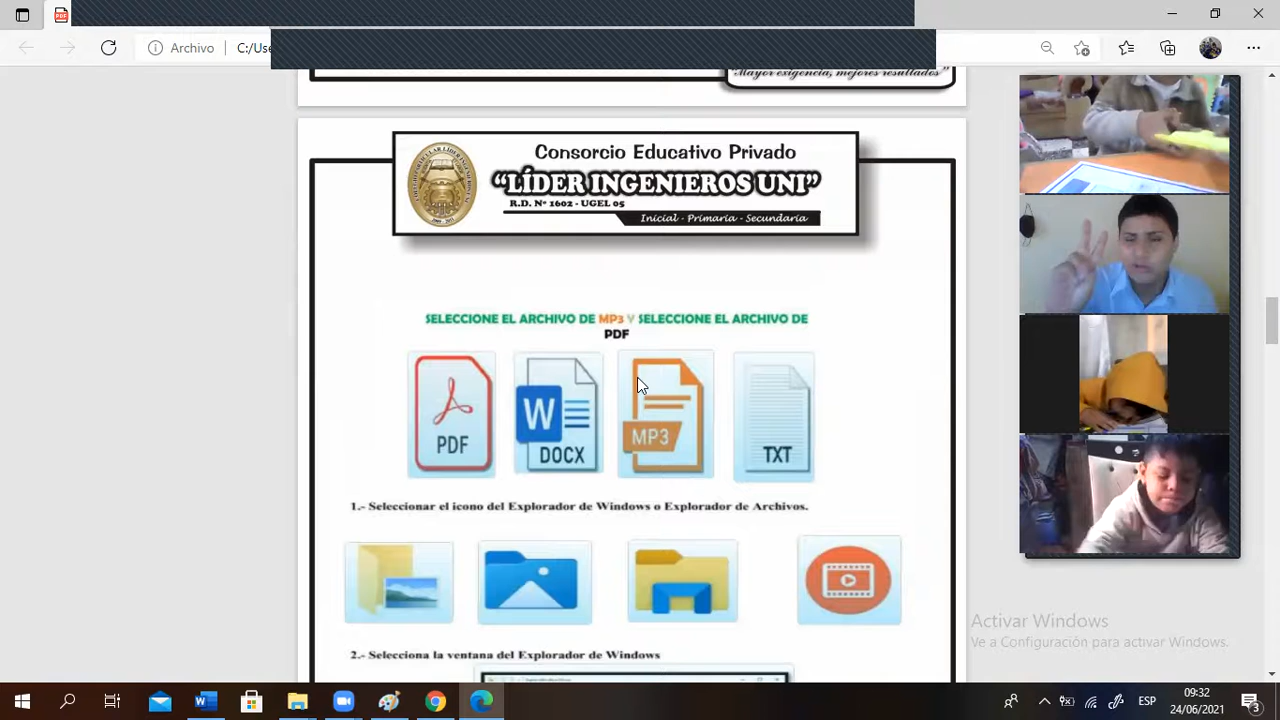 Archivo
C:/Use
"Mayor exigencia, mejores resultados"
Consorcio Educativo Privado
"LÍDER INGENIEROS UNI"
R.D. Nº 1602 - UGEL 05
Inicial - Primaria - Secundaria
SELECCIONE EL ARCHIVO DE MP3 Y SELECCIONE EL ARCHIVO DE
PDF
PDF
W
DOCX
MP3
TXT
1.- Seleccionar el icono del Explorador de Windows o Explorador de Archivos.
2.- Selecciona la ventana del Explorador de Windows
Activar Windows
Ve a Configuración para activar Windows.
ESP
09:32
24/06/2021
3